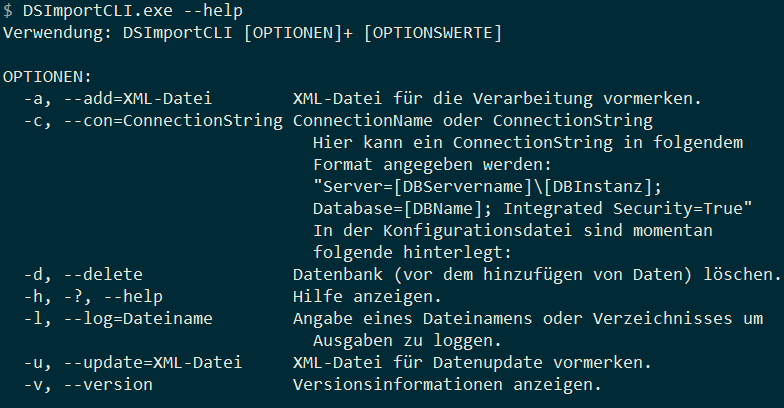 $ DSImportCLI.exe --help
Verwendung: DSImportCLI [OPTIONEN]+ [OPTIONSWERTE]

OPTIONEN:
  -a, --add=XML-Datei        XML-Datei für die Verarbeitung vormerken.
  -c, --con=ConnectionString ConnectionName oder ConnectionString
                               Hier kann ein ConnectionString in folgendem
                               Format angegeben werden:
                               "Server=[DBServername]\[DBInstanz];
                               Database=[DBName]; Integrated Security=True"
                               In der Konfigurationsdatei sind momentan
                               folgende hinterlegt:
  -d, --delete               Datenbank (vor dem hinzufügen von Daten) löschen.
  -h, -?, --help             Hilfe anzeigen.
  -l, --log=Dateiname        Angabe eines Dateinamens oder Verzeichnisses um
                               Ausgaben zu loggen.
  -u, --update=XML-Datei     XML-Datei für Datenupdate vormerken.
  -v, --version              Versionsinformationen anzeigen.